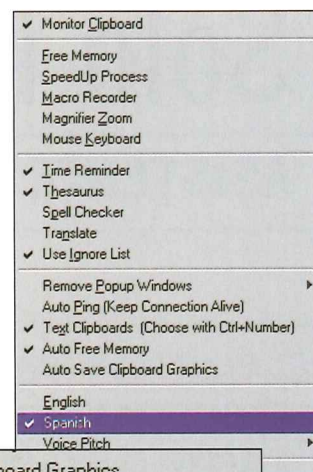 Monitor Clipboard
Free Memory
SpeedUp Process
Macro Recorder
Magnifier Zoom
Mouse Keyboard
Time Reminder
Thesaurus
Spell Checker
Translate
Use Ignore List
Remove Popup Windows
Auto Ping (Keep Connection Alive)
Text Clipboards (Choose with Ctrl+Number)
Auto Free Memory
Auto Save Clipboard Graphics
English
Spanish
Voice Pitch
board Graphics